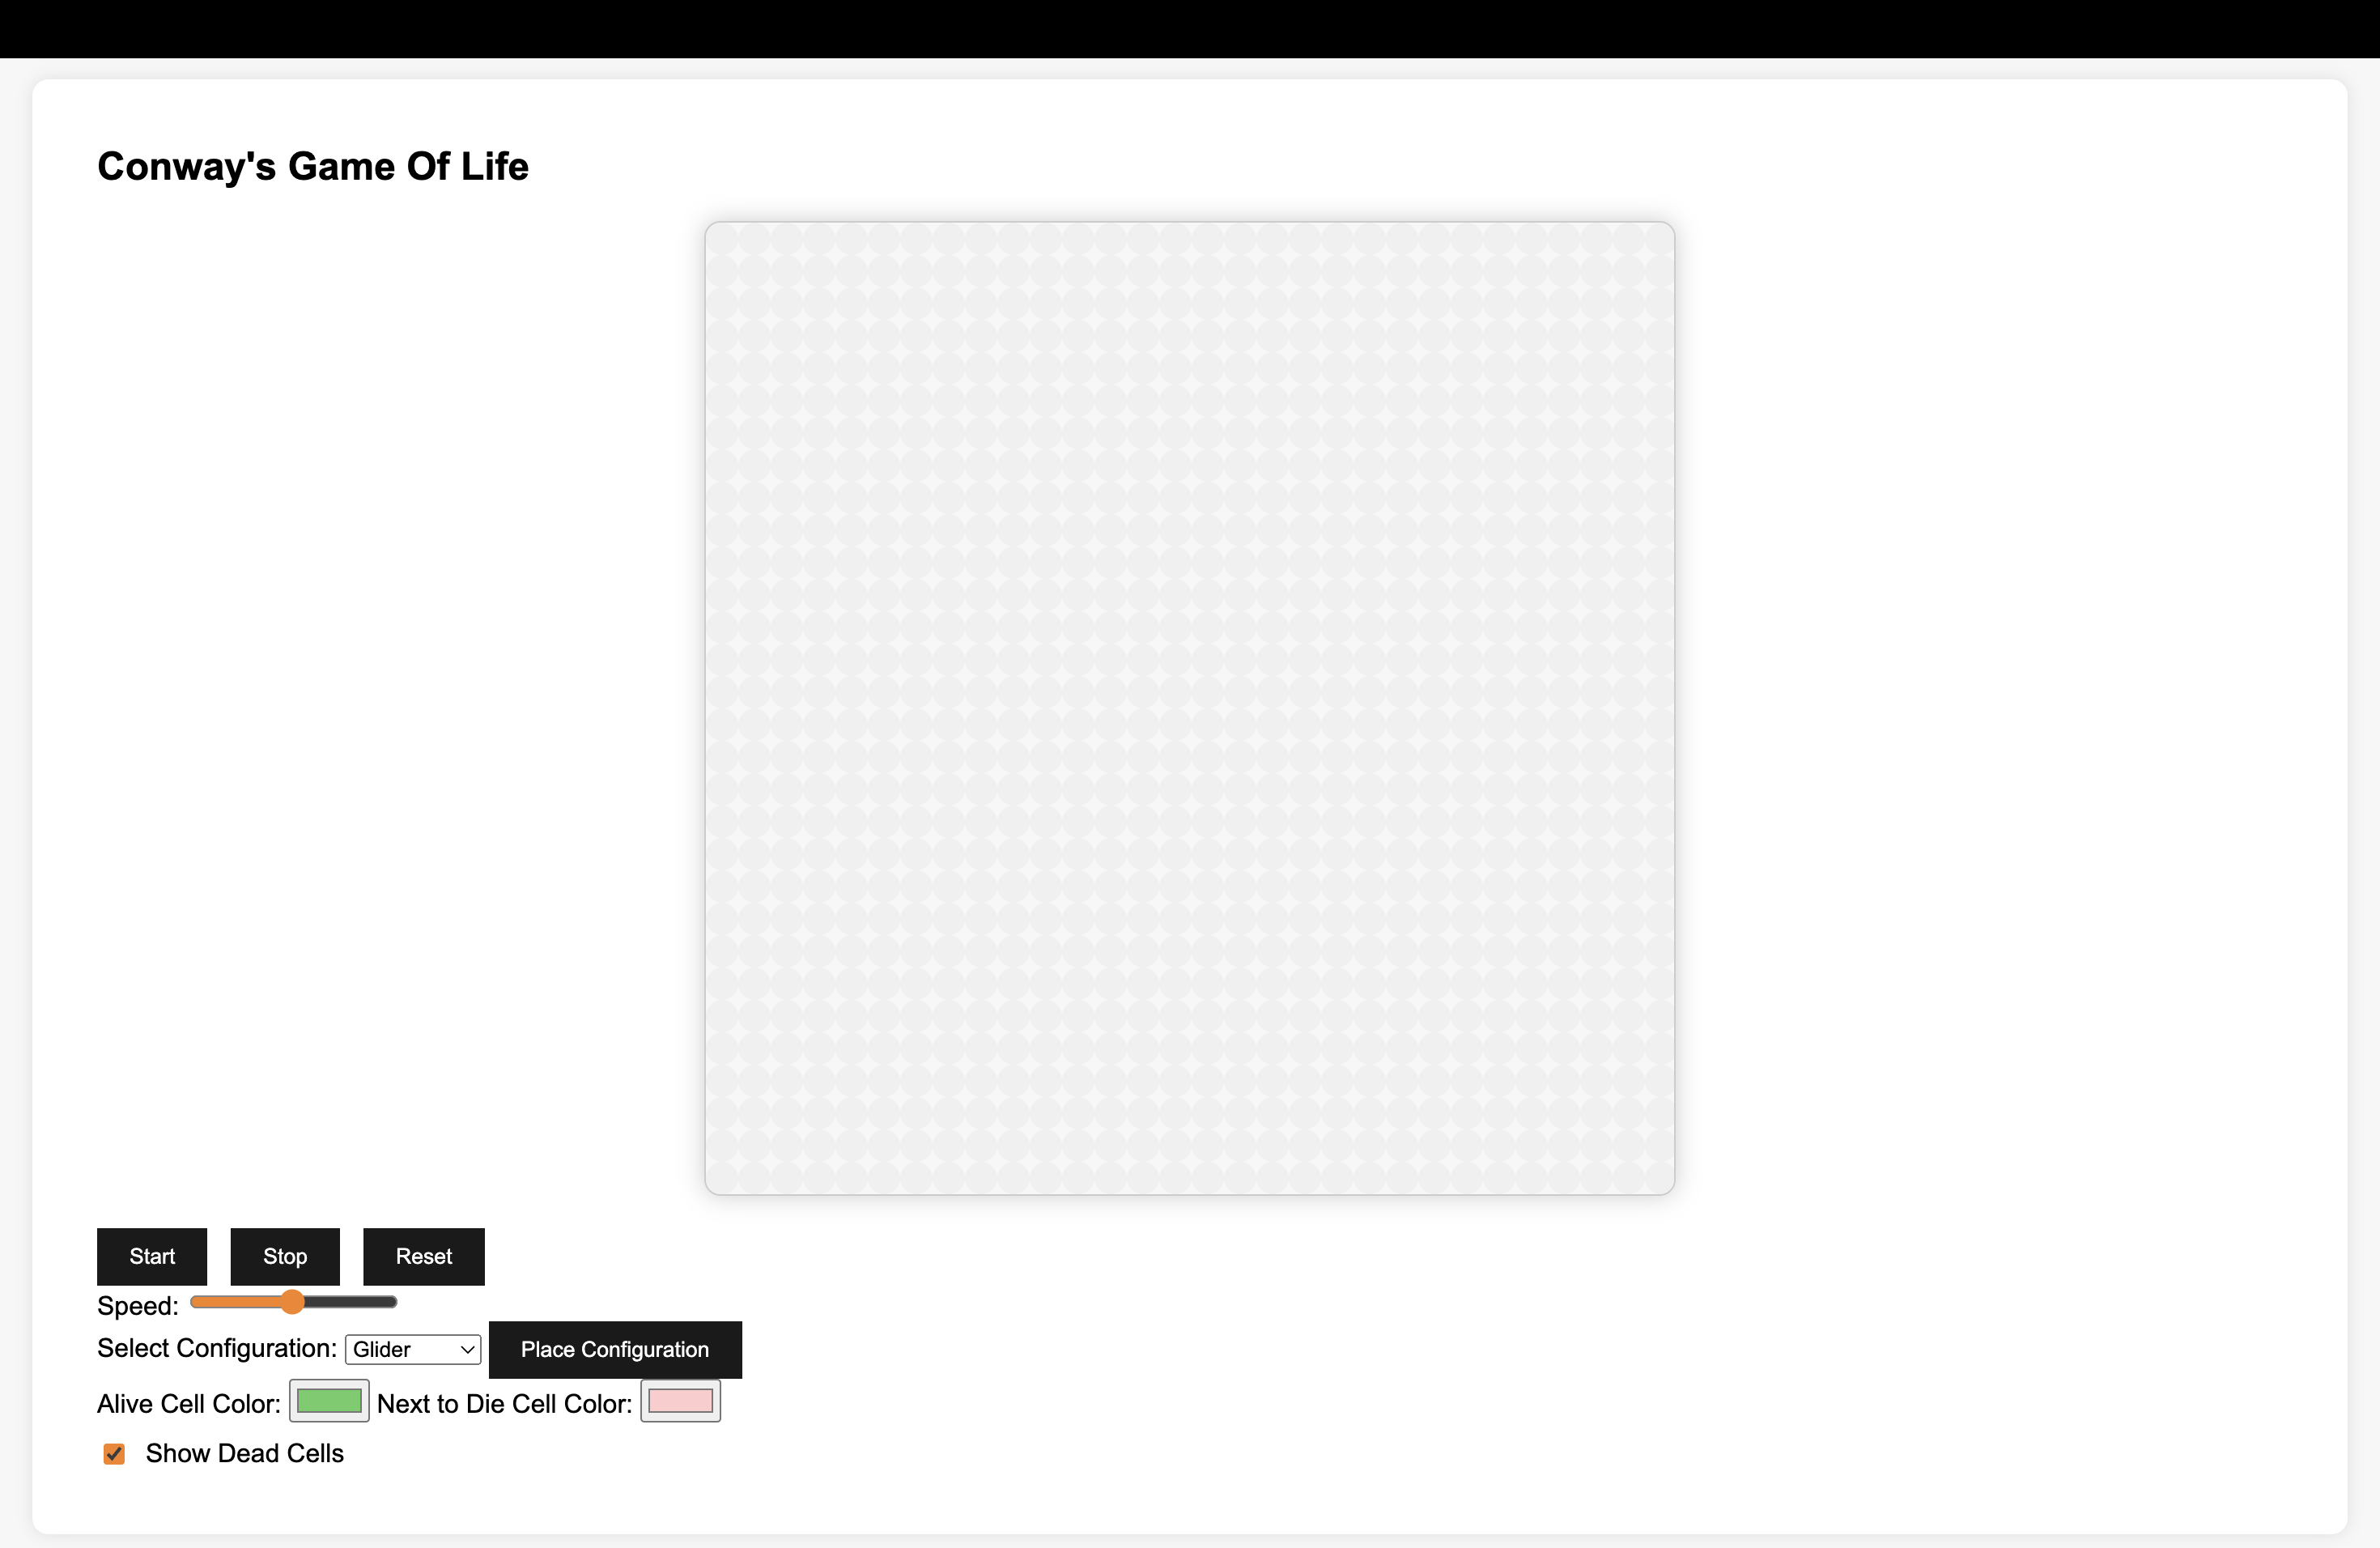 Conway's Game Of Life
Start Stop Reset
Speed:
Select Configuration: Glider Place Configuration
Alive Cell Color: Next to Die Cell Color:
Show Dead Cells